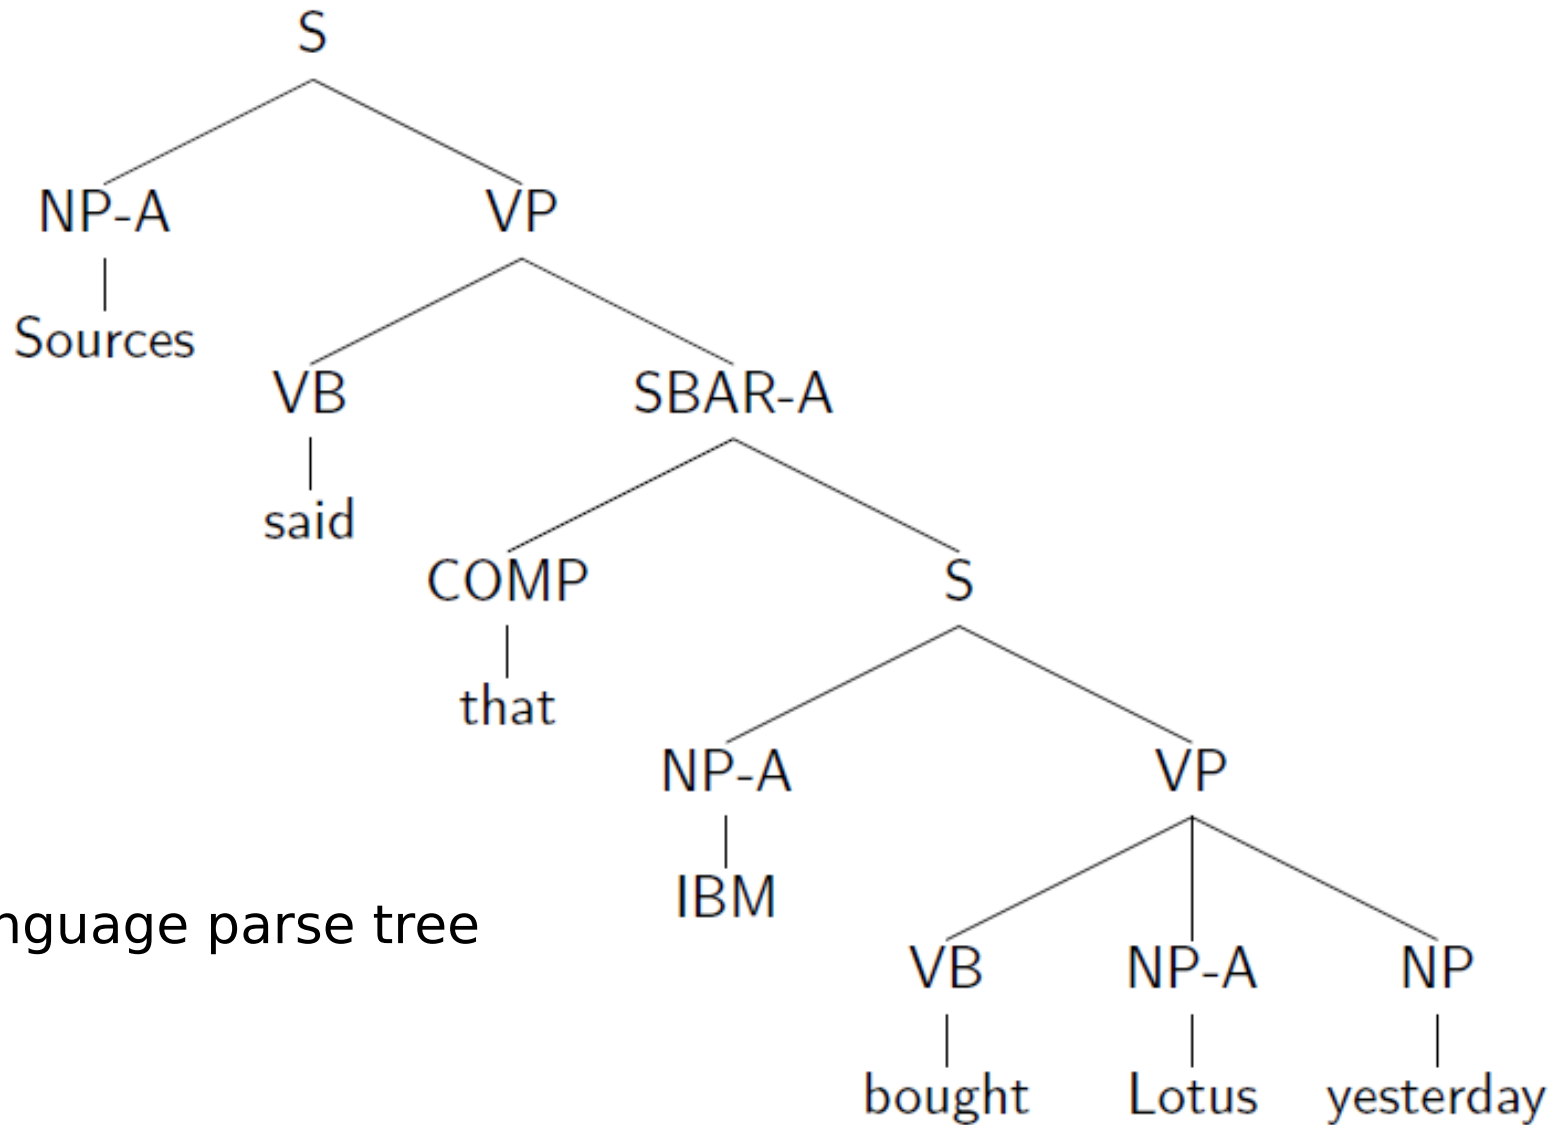 S
NP-A VP
Sources
VB SBAR-A
said
COMP S
that
NP-A VP
IBM
nguage parse tree
VB NP-A NP
bought Lotus yesterday